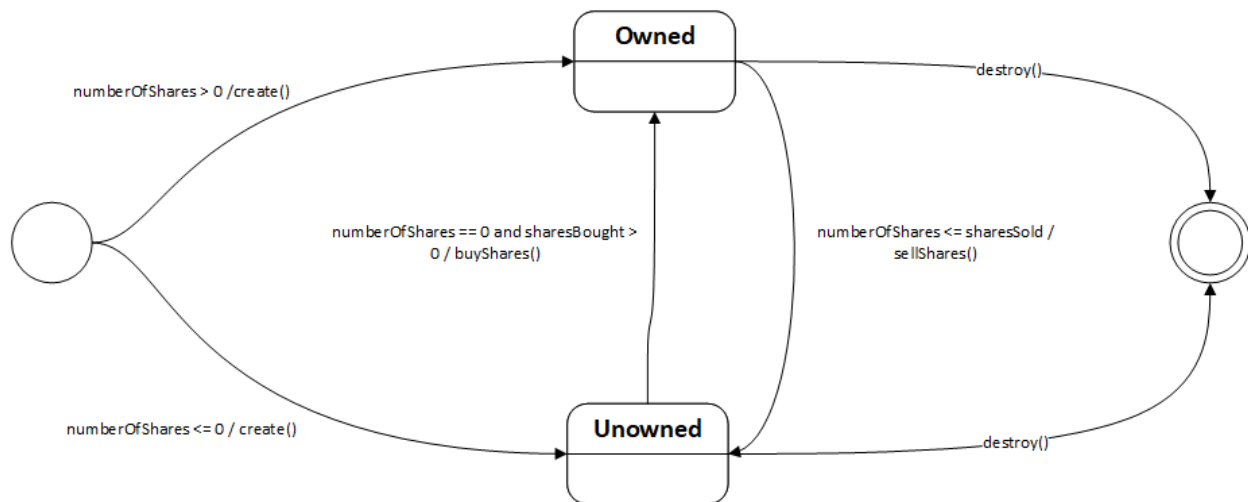 Owned
destroy()
numberOfShares > 0 /create()
numberOfShares == 0 and sharesBought >
0 / buyShares()
numberOfShares <= sharesSold /
sellShares()
numberOfShares <= 0 / create()
Unowned
destroy()